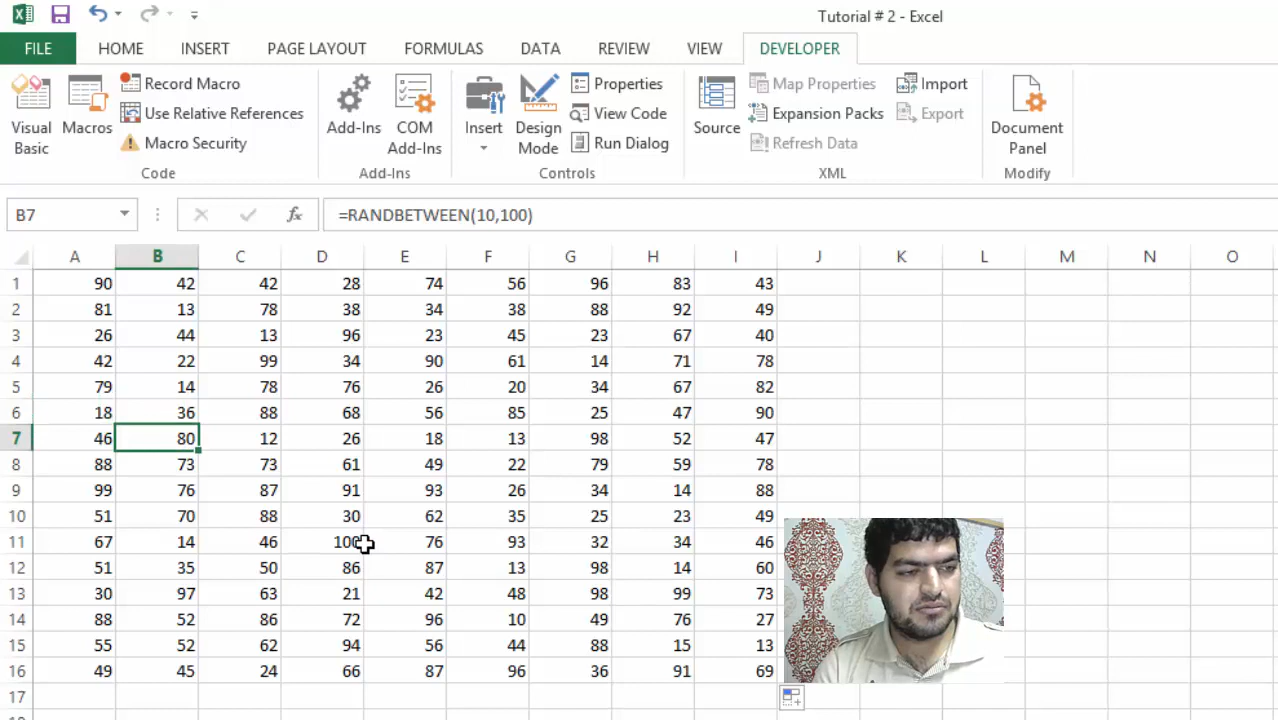 Tutorial # 2 - Excel
FILE HOME INSERT PAGE LAYOUT FORMULAS DATA REVIEW VIEW DEVELOPER
Visual Basic
Macros
Record Macro
Use Relative References
Macro Security
Code
Add-Ins
COM Add-Ins
Add-Ins
Insert
Design Mode
Properties
View Code
Run Dialog
Controls
Source
Map Properties
Expansion Packs
Refresh Data
Import
Export
XML
Document Panel
Modify
B7 fx =RANDBETWEEN(10,100)
A B C D E F G H I J K L M N O
1 90 42 42 28 74 56 96 83 43
2 81 13 78 38 34 38 88 92 49
3 26 44 13 96 23 45 23 67 40
4 42 22 99 34 90 61 14 71 78
5 79 14 78 76 26 20 34 67 82
6 18 36 88 68 56 85 25 47 90
7 46 80 12 26 18 13 98 52 47
8 88 73 73 61 49 22 79 59 78
9 99 76 87 91 93 26 34 14 88
10 51 70 88 30 62 35 25 23 49
11 67 14 46 100 76 93 32 34 46
12 51 35 50 86 87 13 98 14 60
13 30 97 63 21 42 48 98 99 73
14 88 52 86 72 96 10 49 76 27
15 55 52 62 94 56 44 88 15 13
16 49 45 24 66 87 96 36 91 69
17